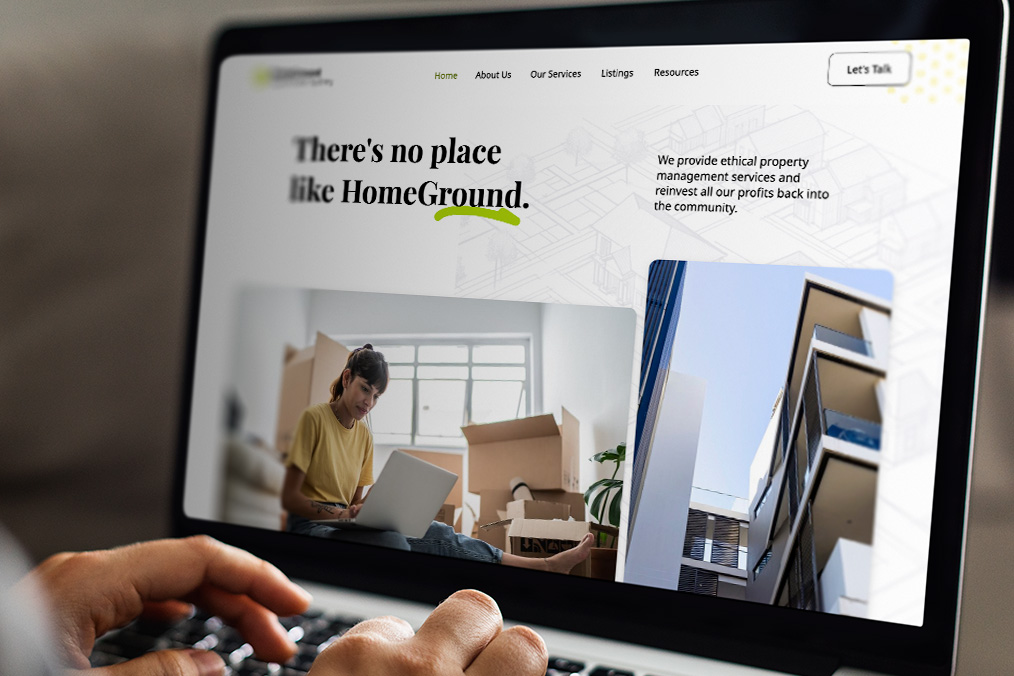 Home
About Us
Our Services
Listings
Resources
Let's Talk
There's no place
like HomeGround.
We provide ethical property
management services and
reinvest all our profits back into
the community.